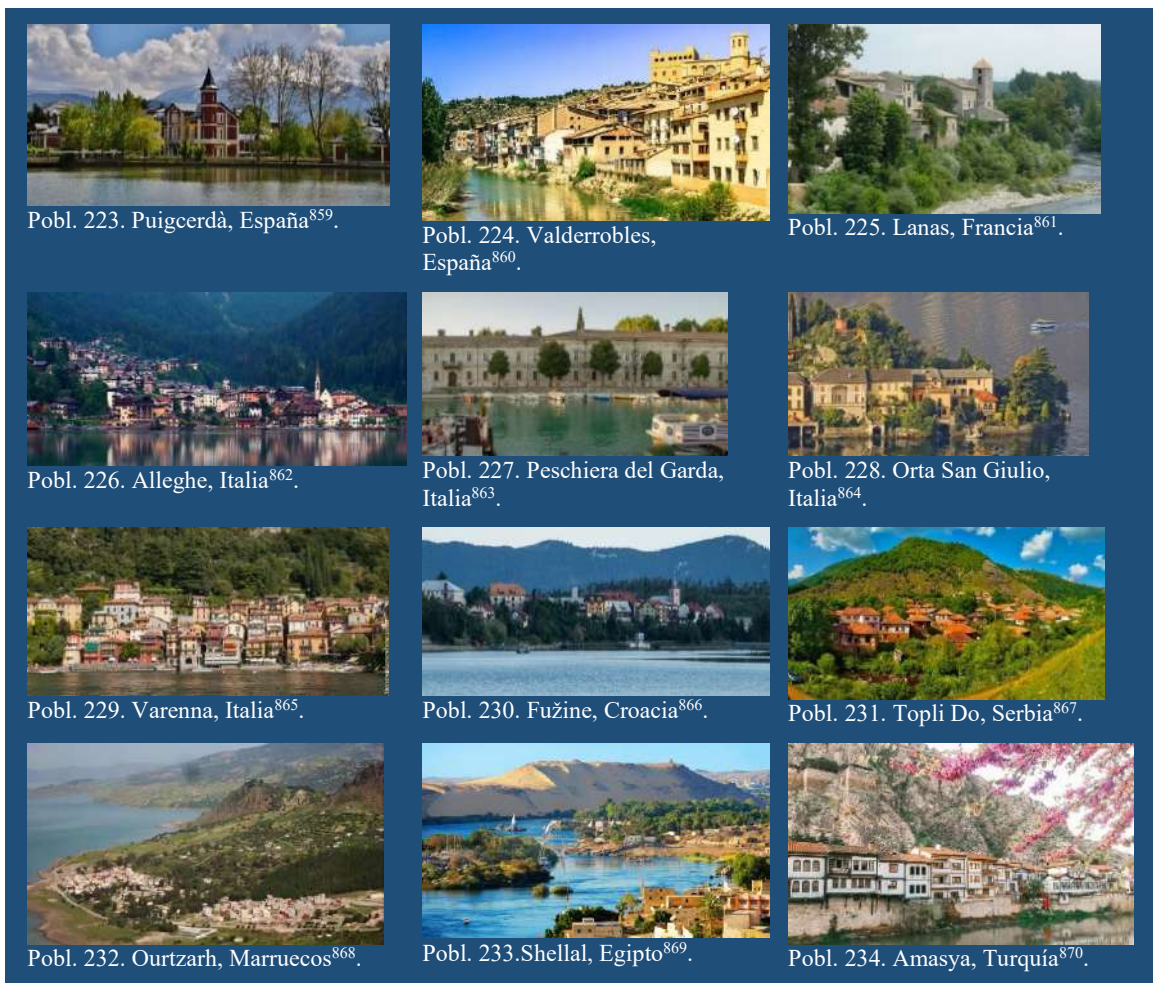 Pobl. 223. Puigcerdà, España⁸⁵⁹.
Pobl. 224. Valderrobles,
España⁸⁶⁰.
Pobl. 225. Lanas, Francia⁸⁶¹.
Pobl. 226. Alleghe, Italia⁸⁶².
Pobl. 227. Peschiera del Garda,
Italia⁸⁶³.
Pobl. 228. Orta San Giulio,
Italia⁸⁶⁴.
Pobl. 229. Varenna, Italia⁸⁶⁵.
Pobl. 230. Fužine, Croacia⁸⁶⁶.
Pobl. 231. Topli Do, Serbia⁸⁶⁷.
Pobl. 232. Ourtzarh, Marruecos⁸⁶⁸.
Pobl. 233.Shellal, Egipto⁸⁶⁹.
Pobl. 234. Amasya, Turquía⁸⁷⁰.